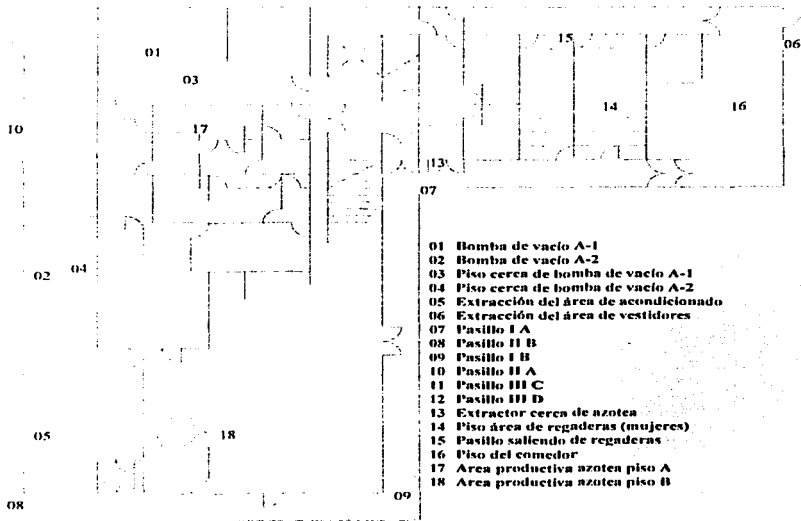 01
15
06
03
14
16
10
17
13
07
02
04
01 Bomba de vacío A-1
02 Bomba de vacío A-2
03 Piso cerca de bomba de vacío A-1
04 Piso cerca de bomba de vacío A-2
05 Extracción del área de acondicionado
06 Extracción del área de vestidores
07 Pasillo I A
08 Pasillo II B
09 Pasillo I B
10 Pasillo II A
11 Pasillo III C
12 Pasillo III D
13 Extractor cerca de azotea
14 Piso área de regaderas (mujeres)
15 Pasillo saliendo de regaderas
16 Piso del comedor
17 Area productiva azotea piso A
18 Area productiva azotea piso B
05
18
09
08